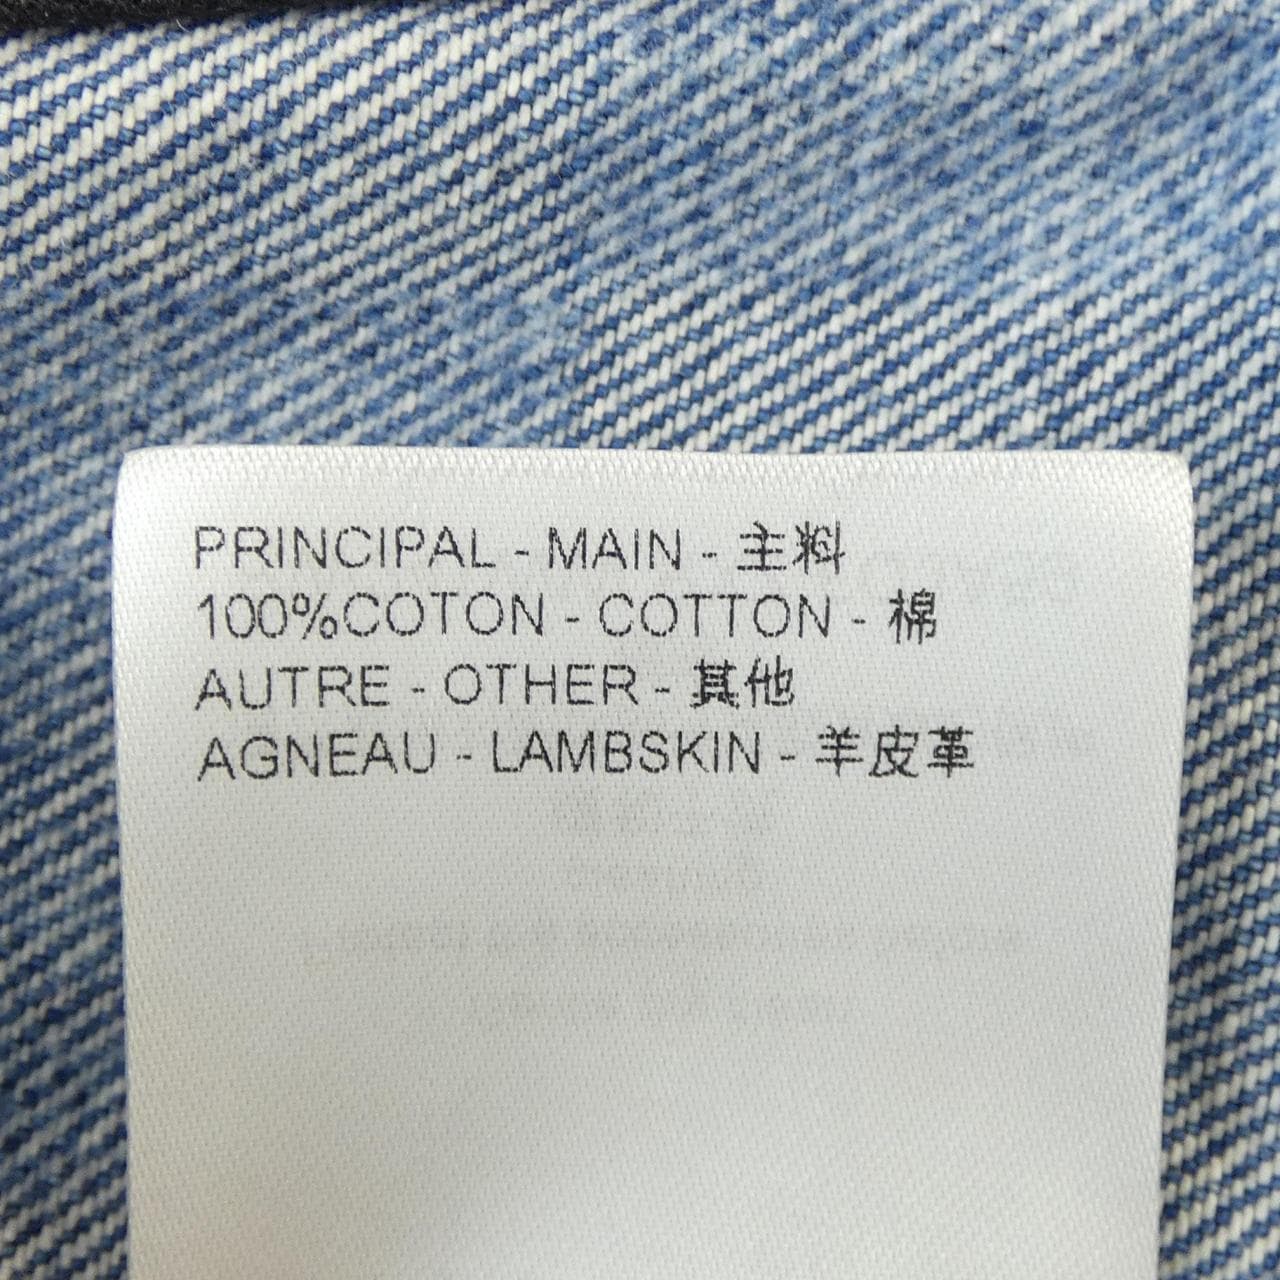 PRINCIPAL - MAIN - 主料
100%COTON - COTTON - 棉
AUTRE - OTHER - 其他
AGNEAU - LAMBSKIN - 羊皮革